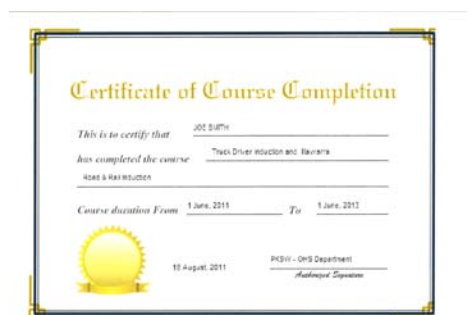 Certificate of Course Completion
This is to certify that JOE SMITH
has completed the course Truck Driver Induction and Illawarra
Road & Rail Induction
Course duration From 1 June, 2011 To 1 June, 2013
18 August, 2011 PKSW - OHS Department
Authorized Signature